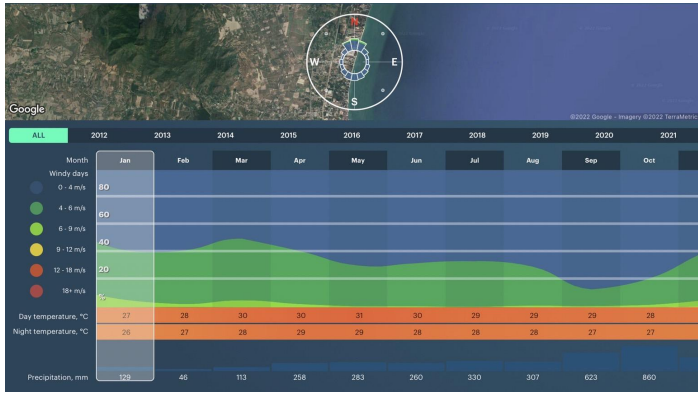 N
W E
S
Google
©2022 Google - Imagery ©2022 TerraMetric
ALL 2012 2013 2014 2015 2016 2017 2018 2019 2020 2021
Month Jan Feb Mar Apr May Jun Jul Aug Sep Oct
Windy days
0 - 4 m/s 80
4 - 6 m/s
60
6 - 9 m/s
9 - 12 m/s 40
12 - 18 m/s 20
18+ m/s
%
Day temperature, °C 27 28 30 30 31 30 29 29 29 28
Night temperature, °C 26 27 28 29 29 28 28 28 27 27
Precipitation, mm 129 46 113 258 283 260 330 307 623 860